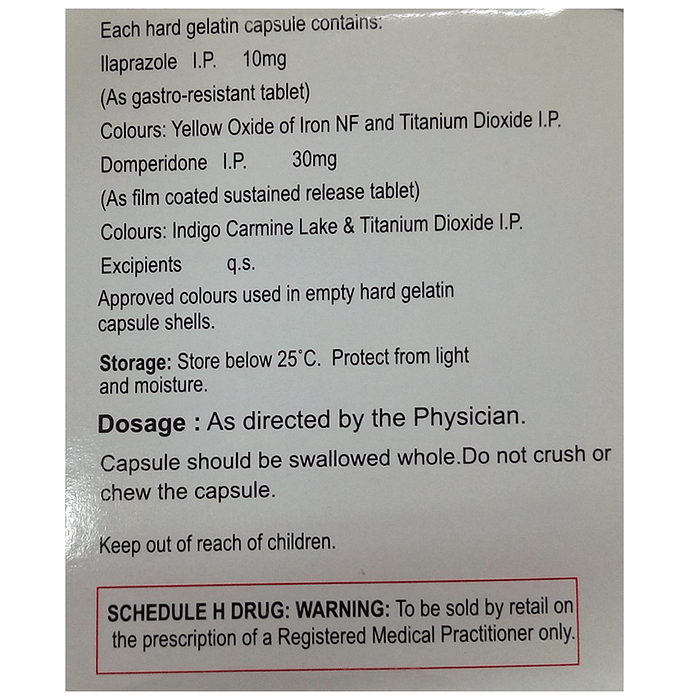 Each hard gelatin capsule contains:
Ilaprazole I.P. 10mg
(As gastro-resistant tablet)
Colours: Yellow Oxide of Iron NF and Titanium Dioxide I.P.
Domperidone I.P. 30mg
(As film coated sustained release tablet)
Colours: Indigo Carmine Lake & Titanium Dioxide I.P.
Excipients q.s.
Approved colours used in empty hard gelatin
capsule shells.
Storage: Store below 25°C. Protect from light
and moisture.
Dosage : As directed by the Physician.
Capsule should be swallowed whole.Do not crush or
chew the capsule.
Keep out of reach of children.
SCHEDULE H DRUG: WARNING: To be sold by retail on
the prescription of a Registered Medical Practitioner only.